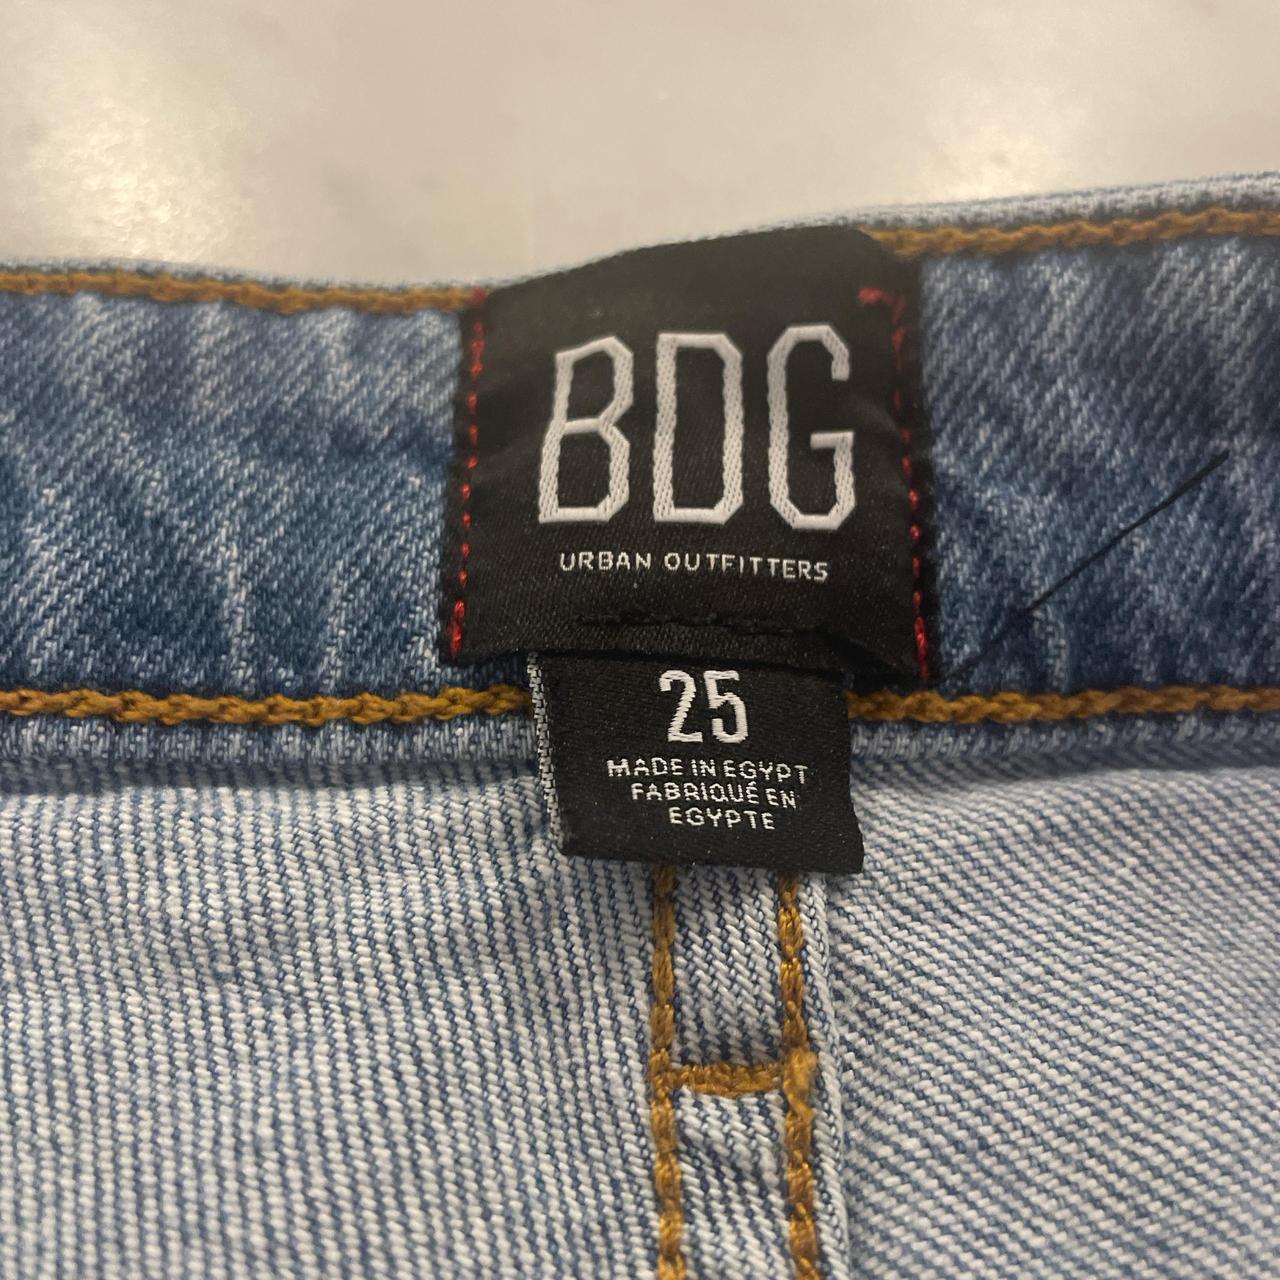 BDG
URBAN OUTFITTERS
25
MADE IN EGYPT
FABRIQUÉ EN
EGYPTE